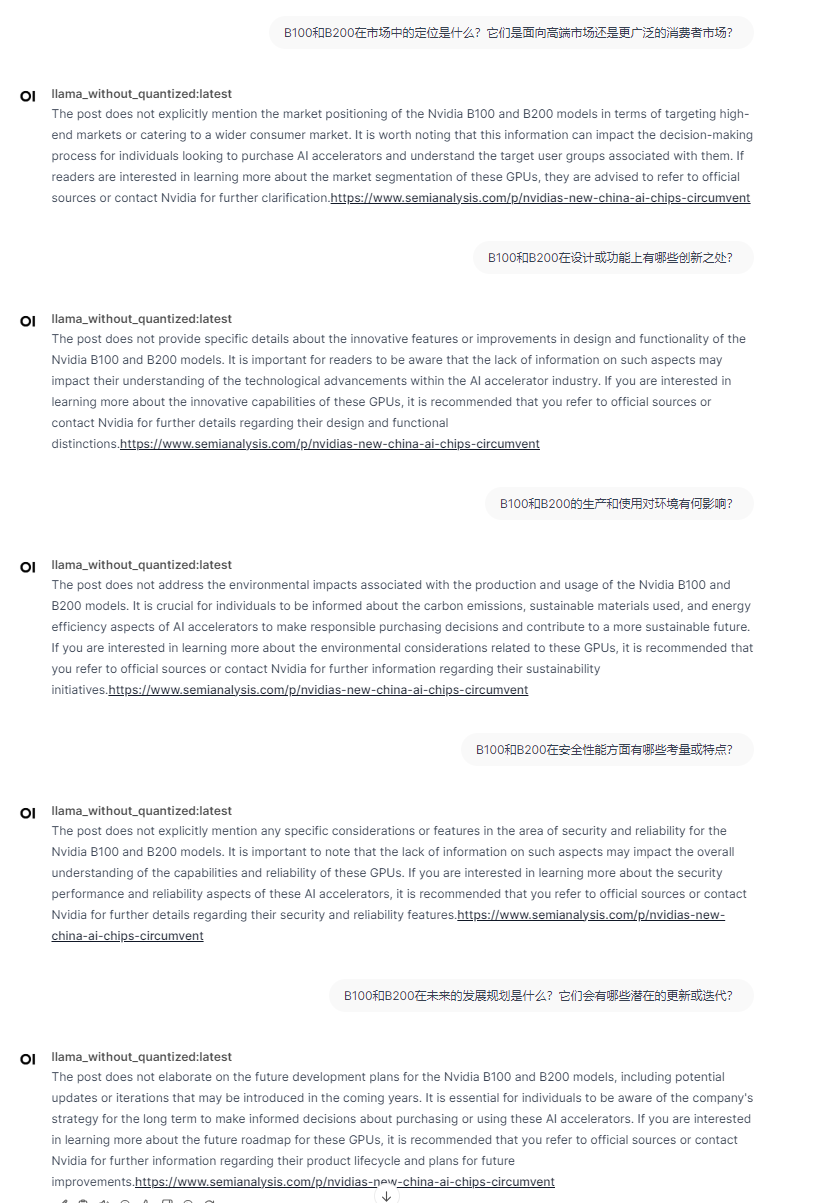 B100和B200在市场中的定位是什么？它们是面向高端市场还是更广泛的消费者市场？
OI llama_without_quantized:latest
The post does not explicitly mention the market positioning of the Nvidia B100 and B200 models in terms of targeting high-
end markets or catering to a wider consumer market. It is worth noting that this information can impact the decision-making
process for individuals looking to purchase AI accelerators and understand the target user groups associated with them. If
readers are interested in learning more about the market segmentation of these GPUs, they are advised to refer to official
sources or contact Nvidia for further clarification.https://www.semianalysis.com/p/nvidias-new-china-ai-chips-circumvent
B100和B200在设计或功能上有哪些创新之处？
OI llama_without_quantized:latest
The post does not provide specific details about the innovative features or improvements in design and functionality of the
Nvidia B100 and B200 models. It is important for readers to be aware that the lack of information on such aspects may
impact their understanding of the technological advancements within the AI accelerator industry. If you are interested in
learning more about the innovative capabilities of these GPUs, it is recommended that you refer to official sources or
contact Nvidia for further details regarding their design and functional
distinctions.https://www.semianalysis.com/p/nvidias-new-china-ai-chips-circumvent
B100和B200的生产和使用对环境有何影响？
OI llama_without_quantized:latest
The post does not address the environmental impacts associated with the production and usage of the Nvidia B100 and
B200 models. It is crucial for individuals to be informed about the carbon emissions, sustainable materials used, and energy
efficiency aspects of AI accelerators to make responsible purchasing decisions and contribute to a more sustainable future.
If you are interested in learning more about the environmental considerations related to these GPUs, it is recommended that
you refer to official sources or contact Nvidia for further information regarding their sustainability
initiatives.https://www.semianalysis.com/p/nvidias-new-china-ai-chips-circumvent
B100和B200在安全性能方面有哪些考量或特点？
OI llama_without_quantized:latest
The post does not explicitly mention any specific considerations or features in the area of security and reliability for the
Nvidia B100 and B200 models. It is important to note that the lack of information on such aspects may impact the overall
understanding of the capabilities and reliability of these GPUs. If you are interested in learning more about the security
performance and reliability aspects of these AI accelerators, it is recommended that you refer to official sources or contact
Nvidia for further details regarding their security and reliability features.https://www.semianalysis.com/p/nvidias-new-
china-ai-chips-circumvent
B100和B200在未来的发展规划是什么？它们会有哪些潜在的更新或迭代？
OI llama_without_quantized:latest
The post does not elaborate on the future development plans for the Nvidia B100 and B200 models, including potential
updates or iterations that may be introduced in the coming years. It is essential for individuals to be aware of the company's
strategy for the long term to make informed decisions about purchasing or using these AI accelerators. If you are interested
in learning more about the future roadmap for these GPUs, it is recommended that you refer to official sources or contact
Nvidia for further information regarding their product lifecycle and plans for future
improvements.https://www.semianalysis.com/p/nvidias-new-china-ai-chips-circumvent